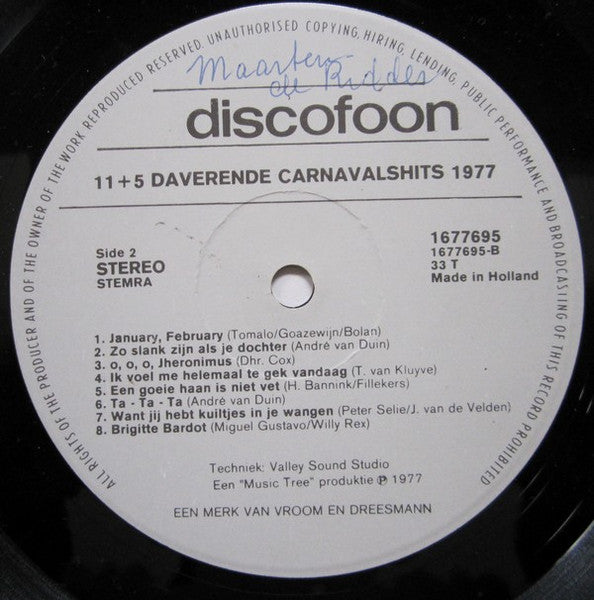 ALL RIGHTS OF THE PRODUCER AND OF THE OWNER OF THE WORK REPRODUCED RESERVED. UNAUTHORISED COPYING, HIRING, LENDING, PUBLIC PERFORMANCE AND BROADCASTING OF THIS RECORD PROHIBITED
Maarten
de Ridder
discofoon
11+5 DAVERENDE CARNAVALSHITS 1977
Side 2
STEREO
STEMRA
1677695
1677695-B
33 T
Made in Holland
1. January, February (Tomalo/Goazewijn/Bolan)
2. Zo slank zijn als je dochter (André van Duin)
3. o, o, o, Jheronimus (Dhr. Cox)
4. Ik voel me helemaal te gek vandaag (T. van Kluyve)
5. Een goeie haan is niet vet (H. Bannink/Fillekers)
6. Ta - Ta - Ta (André van Duin)
7. Want jij hebt kuiltjes in je wangen (Peter Selie/J. van de Velden)
8. Brigitte Bardot (Miguel Gustavo/Willy Rex)
Techniek: Valley Sound Studio
Een "Music Tree" produktie ℗ 1977
EEN MERK VAN VROOM EN DREESMANN